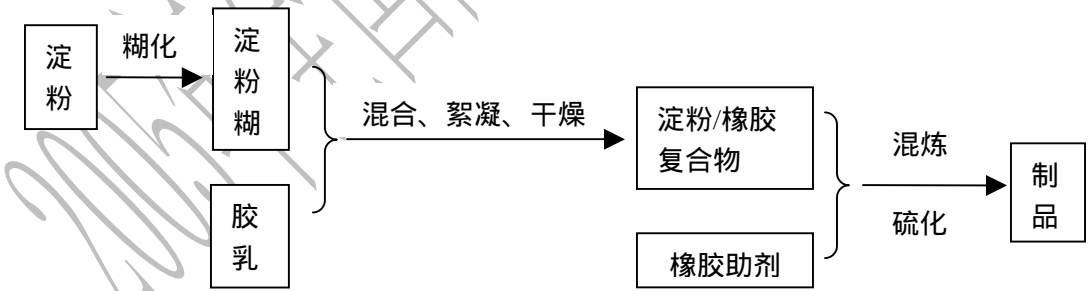 淀
粉
糊化
淀
粉
糊
胶
乳
混合、絮凝、干燥
淀粉/橡胶
复合物
橡胶助剂
混炼
硫化
制
品